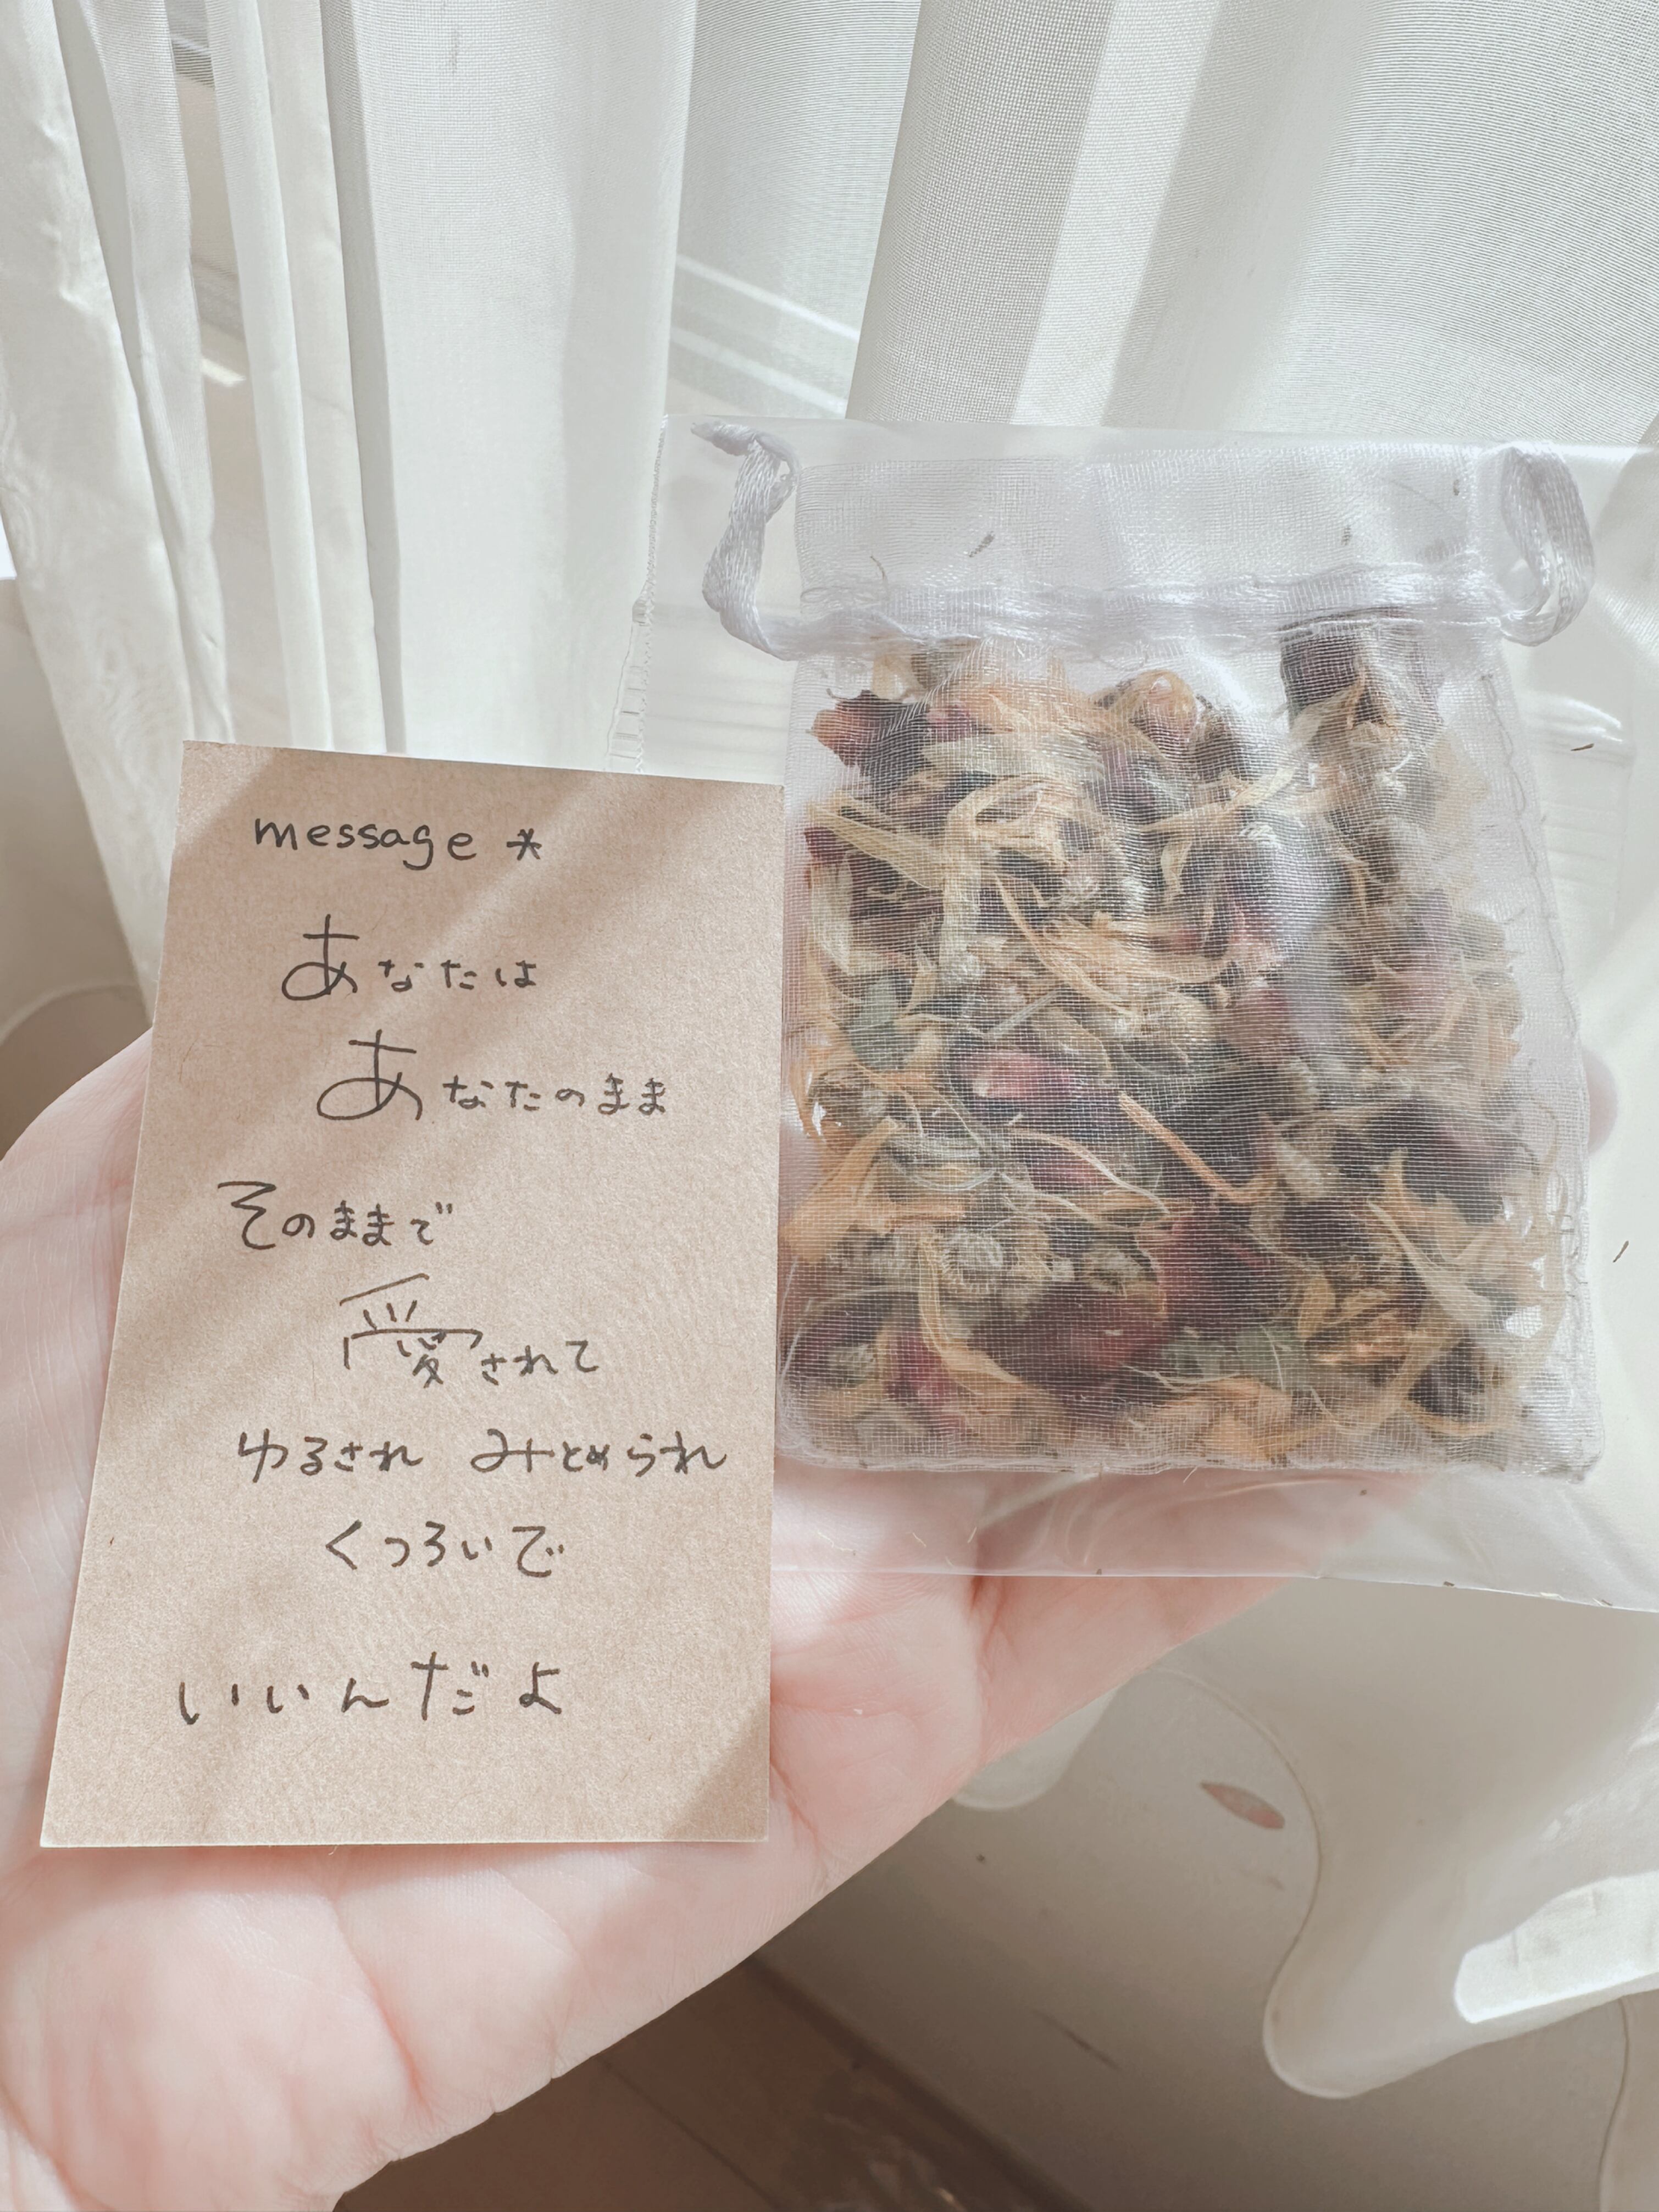 message *
あなたは
あなたのまま
そのままで
愛されて
ゆるされ みとめられ
くつろいで
いいんだよ